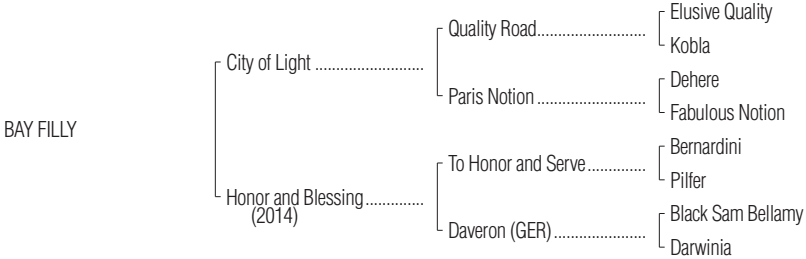 Elusive Quality
Quality Road..........................
Kobla
City of Light ..........................
Dehere
Paris Notion ..........................
Fabulous Notion
BAY FILLY
Bernardini
To Honor and Serve..............
Pilfer
Honor and Blessing..............
(2014)
Black Sam Bellamy
Daveron (GER) ......................
Darwinia